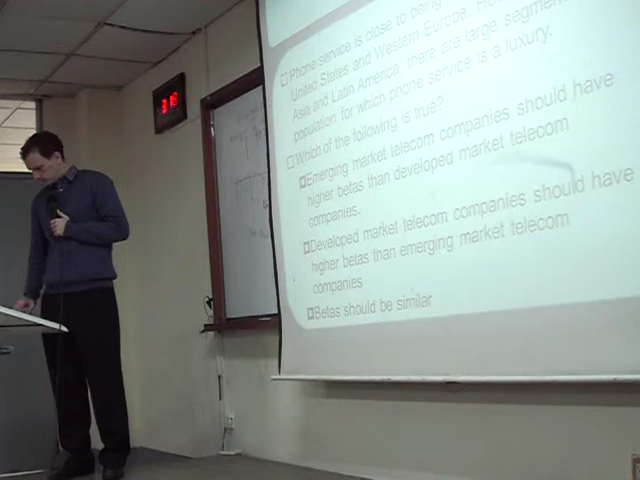 Phone service is close to being
United States and Western Europe.
Asia and Latin America, there are large segments
population for which phone service is a luxury.
Which of the following is true?
Emerging market telecom companies should have
higher betas than developed market telecom
companies.
Developed market telecom companies should have
higher betas than emerging market telecom
companies
Betas should be similar